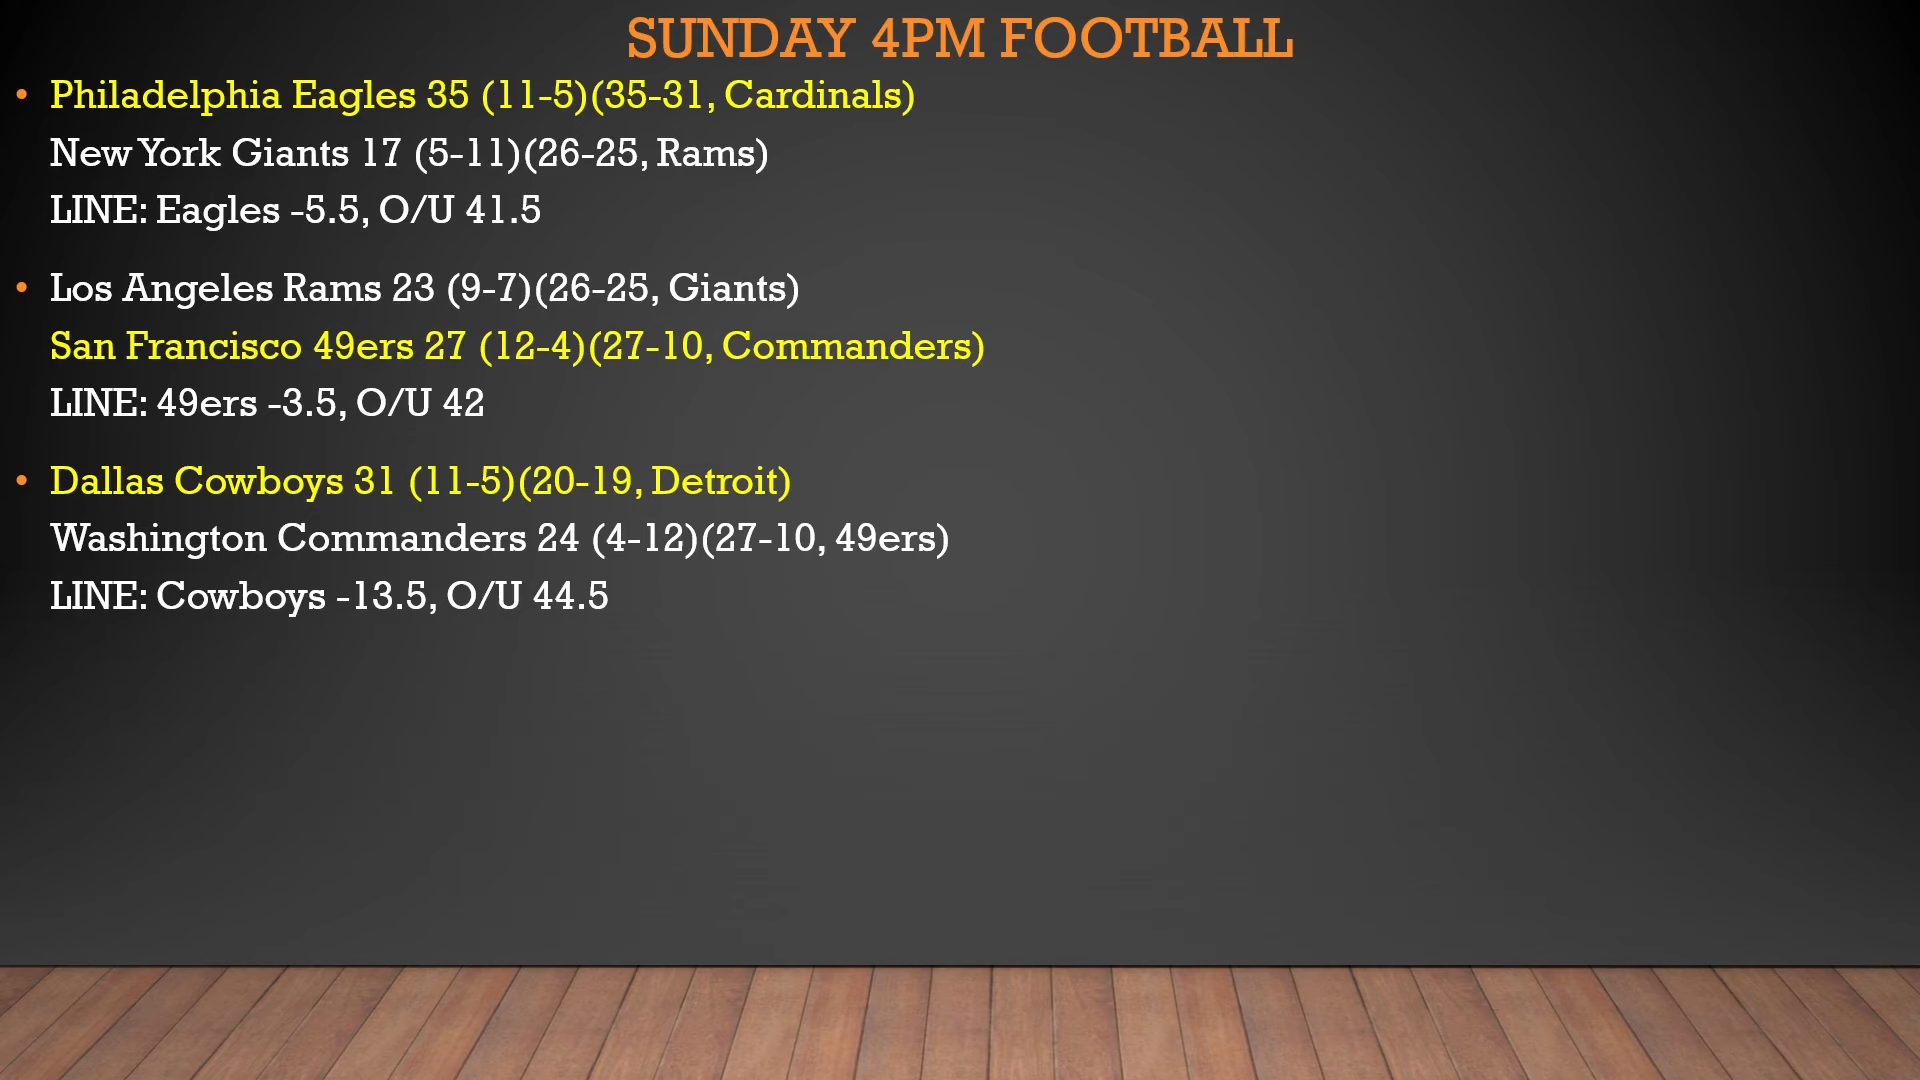 SUNDAY 4PM FOOTBALL
• Philadelphia Eagles 35 (11-5)(35-31, Cardinals)
New York Giants 17 (5-11)(26-25, Rams)
LINE: Eagles -5.5, O/U 41.5
• Los Angeles Rams 23 (9-7)(26-25, Giants)
San Francisco 49ers 27 (12-4)(27-10, Commanders)
LINE: 49ers -3.5, O/U 42
• Dallas Cowboys 31 (11-5)(20-19, Detroit)
Washington Commanders 24 (4-12)(27-10, 49ers)
LINE: Cowboys -13.5, O/U 44.5